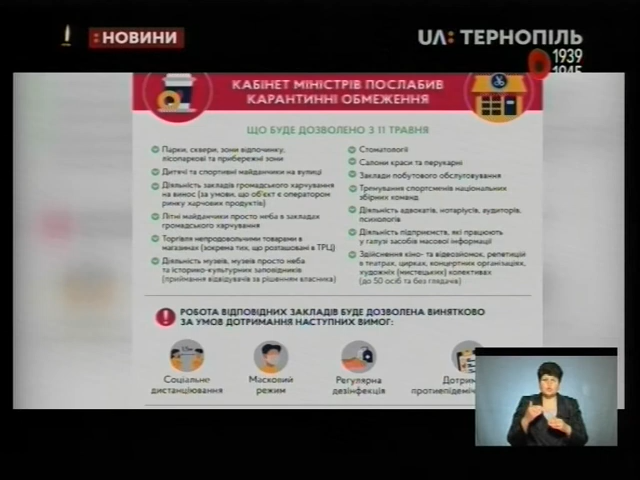 :НОВИНИ
UA: ТЕРНОПІЛЬ
1939
1945
КАБІНЕТ МІНІСТРІВ ПОСЛАБИВ
КАРАНТИННІ ОБМЕЖЕННЯ
ЩО БУДЕ ДОЗВОЛЕНО З 11 ТРАВНЯ
Парки, сквери, зони відпочинку,
лісопаркові та прибережні зони
Дитячі та спортивні майданчики на вулиці
Діяльність закладів громадського харчування
на винос (за умови, що об'єкт є оператором
ринку харчових продуктів)
Літні майданчики просто неба в закладах
громадського харчування
Торгівля непродовольчими товарами в
магазинах (окрема тих, що розташовані в ТРЦ)
Діяльність музеїв, музеїв просто неба
та історико-культурних заповідників
(приймання відвідувачів за рішенням власника)
Стоматології
Салони краси та перукарні
Заклади побутового обслуговування
Тренування спортсменів національних
збірних команд
Діяльність адвокатів, нотаріусів, аудиторів,
психологів
Діяльність підприємств, які працюють
у галузі засобів масової інформації
Здійснення кіно- та відеозйомок, репетицій
в театрах, цирках, концертних організаціях,
художніх (мистецьких) колективах
(до 50 осіб та без глядачів)
РОБОТА ВІДПОВІДНИХ ЗАКЛАДІВ БУДЕ ДОЗВОЛЕНА ВИНЯТКОВО
ЗА УМОВ ДОТРИМАННЯ НАСТУПНИХ ВИМОГ:
1,5м
Соціальне
дистанціювання
Масковий
режим
Регулярна
дезінфекція
Дотрим
протиепідеміч